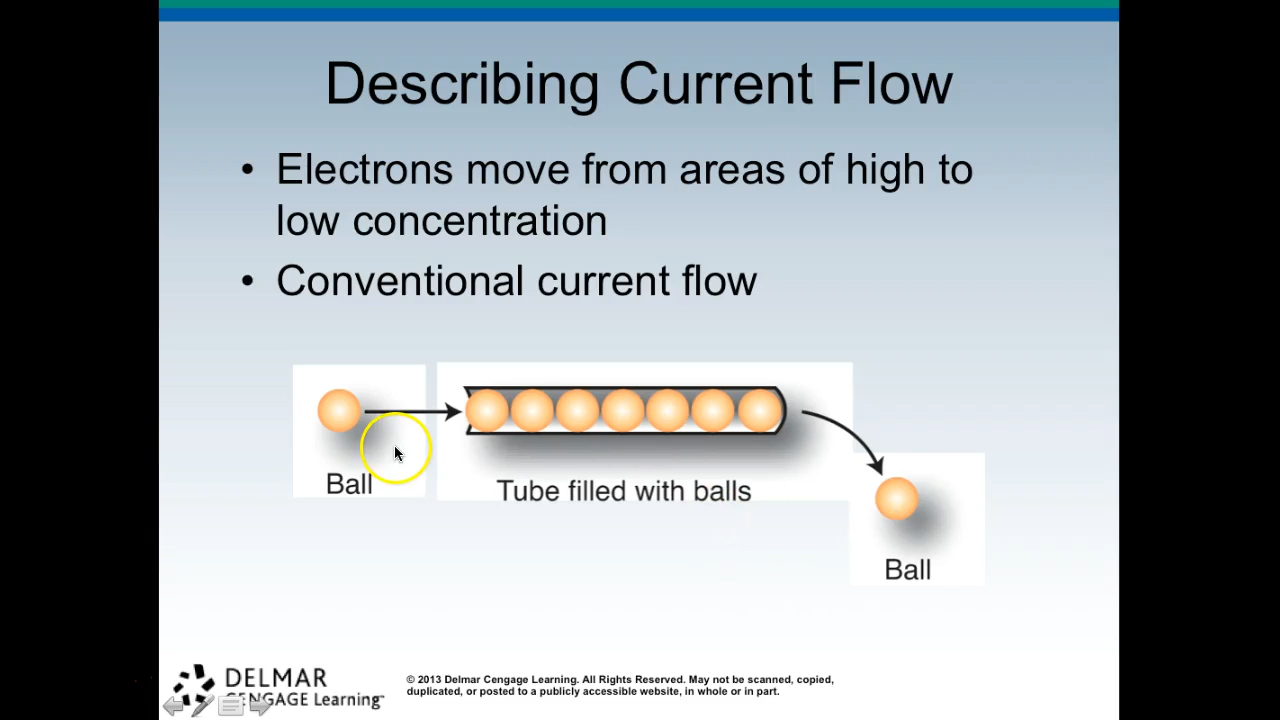 Describing Current Flow
• Electrons move from areas of high to
low concentration
• Conventional current flow
Ball
Tube filled with balls
Ball
DELMAR
CENGAGE Learning™
© 2013 Delmar Cengage Learning. All Rights Reserved. May not be scanned, copied,
duplicated, or posted to a publicly accessible website, in whole or in part.